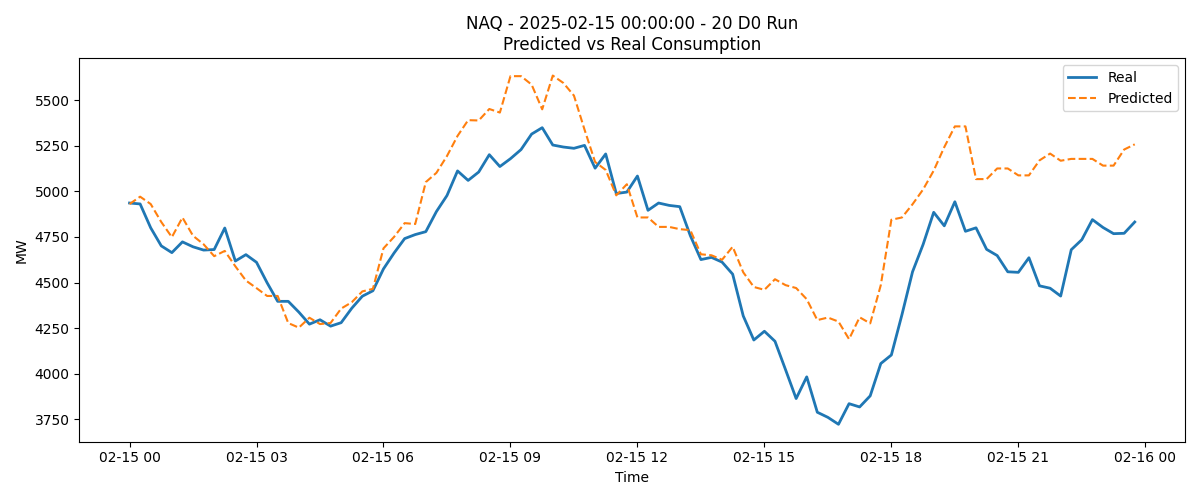 NAQ - 2025-02-15 00:00:00 - 20 D0 Run
Predicted vs Real Consumption
Real
Predicted
5500
5250
5000
4750
4500
4250
4000
3750
MW
02-15 00
02-15 03
02-15 06
02-15 09
02-15 12
02-15 15
02-15 18
02-15 21
02-16 00
Time